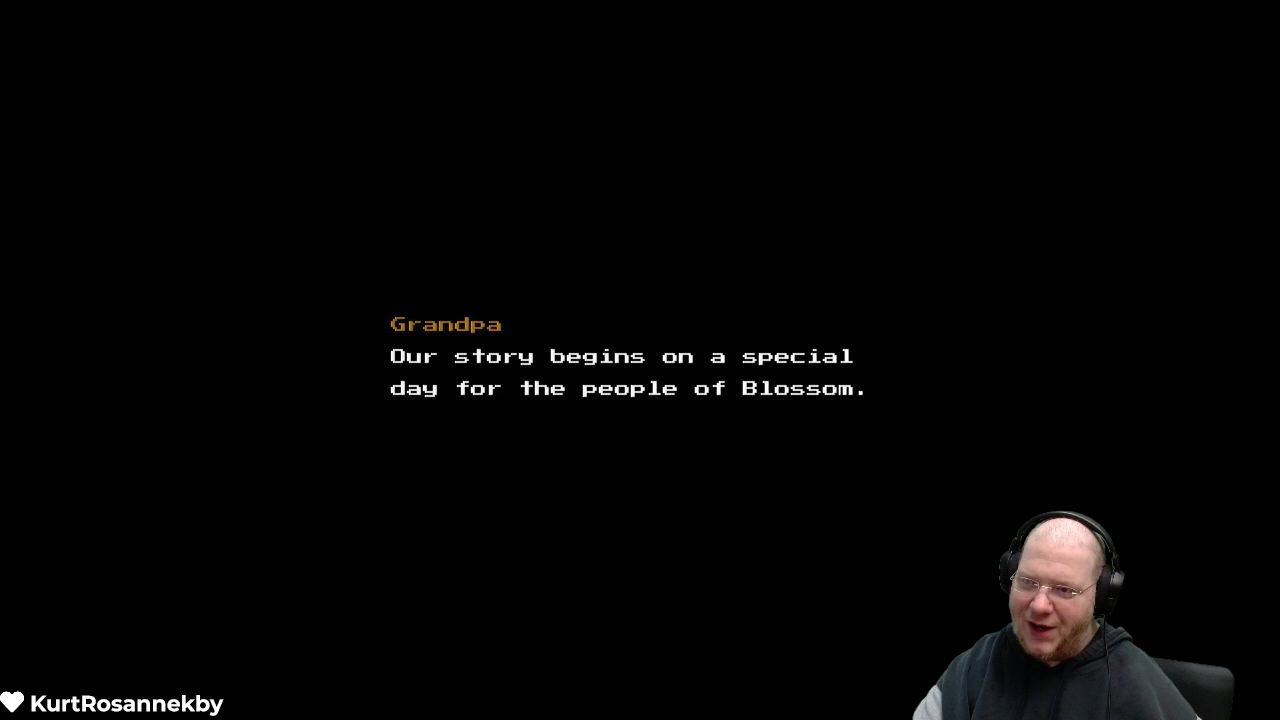 Grandpa
Our story begins on a special
day for the people of Blossom.
KurtRosannekby